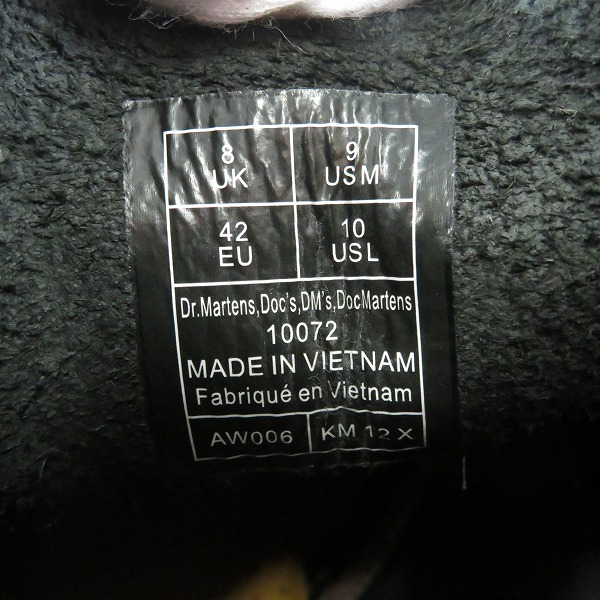 8
UK
9
USM
42
EU
10
USL
Dr.Martens,Doc's,DM's,DocMartens
10072
MADE IN VIETNAM
Fabriqué en Vietnam
AW006
KM 12 X